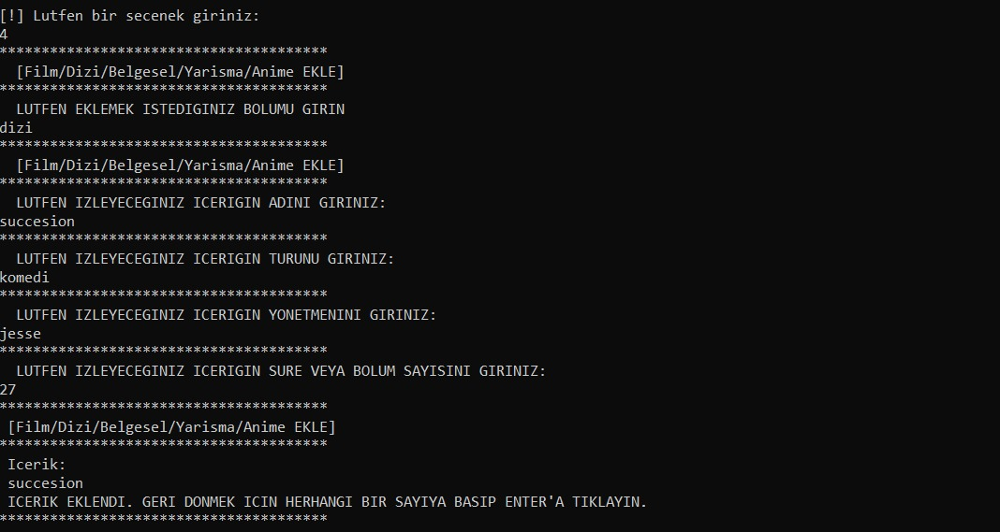 [!] Lutfen bir secenek giriniz:
4
***************************************
[Film/Dizi/Belgesel/Yarisma/Anime EKLE]
***************************************
LUTFEN EKLEMEK ISTEDIGINIZ BOLUMU GIRIN
dizi
***************************************
[Film/Dizi/Belgesel/Yarisma/Anime EKLE]
***************************************
LUTFEN IZLEYECEGINIZ ICERIGIN ADINI GIRINIZ:
succesion
***************************************
LUTFEN IZLEYECEGINIZ ICERIGIN TURUNU GIRINIZ:
komedi
***************************************
LUTFEN IZLEYECEGINIZ ICERIGIN YONETMENINI GIRINIZ:
jesse
***************************************
LUTFEN IZLEYECEGINIZ ICERIGIN SURE VEYA BOLUM SAYISINI GIRINIZ:
27
***************************************
[Film/Dizi/Belgesel/Yarisma/Anime EKLE]
***************************************
Icerik:
succesion
ICERIK EKLENDI. GERI DONMEK ICIN HERHANGI BIR SAYIYA BASIP ENTER'A TIKLAYIN.
***************************************